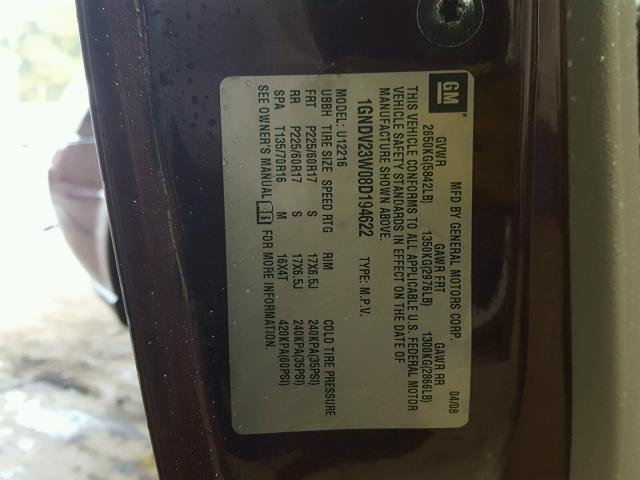 GM
MFD BY GENERAL MOTORS CORP. 04/08
GVWR GAWR FRT GAWR RR
2650KG(5842LB) 1350KG(2976LB) 1300KG(2866LB)
THIS VEHICLE CONFORMS TO ALL APPLICABLE U.S. FEDERAL MOTOR
VEHICLE SAFETY STANDARDS IN EFFECT ON THE DATE OF
MANUFACTURE SHOWN ABOVE.
1GNDV23W08D194622 TYPE: M.P.V.
MODEL: U12216
UBBH TIRE SIZE SPEED RTG RIM COLD TIRE PRESSURE
FRT P225/60R17 S 17X6.5J 240KPA(35PSI)
RR P225/60R17 S 17X6.5J 240KPA(35PSI)
SPA T135/70R16 M 16X4T 420KPA(60PSI)
SEE OWNER'S MANUAL FOR MORE INFORMATION.